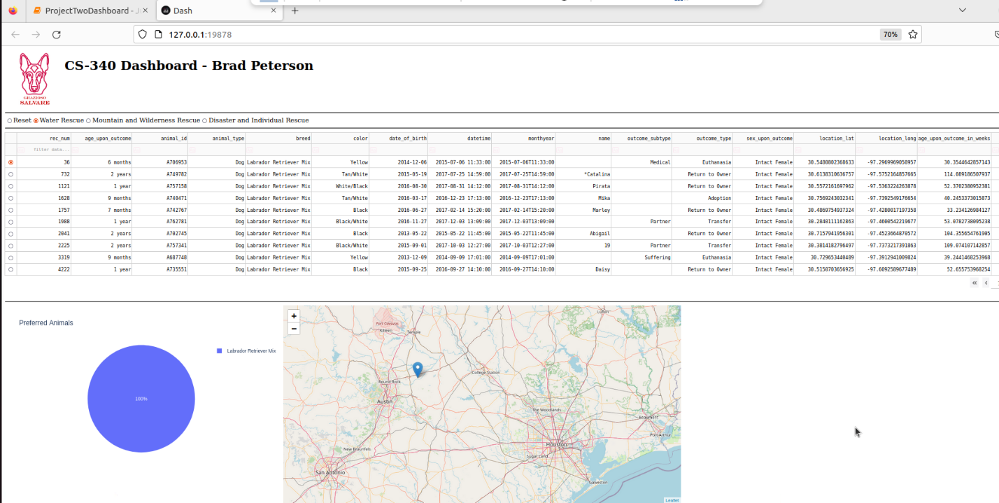 ProjectTwoDashboard - J
Dash
127.0.0.1:19878
70%
GRAZIOSO
SALVARE
CS-340 Dashboard - Brad Peterson
Reset Water Rescue Mountain and Wilderness Rescue Disaster and Individual Rescue
rec_num age_upon_outcome animal_id animal_type breed color date_of_birth datetime monthyear name outcome_subtype outcome_type sex_upon_outcome location_lat location_long age_upon_outcome_in_weeks
filter data...
36 6 months A706953 Dog Labrador Retriever Mix Yellow 2014-12-06 2015-07-06 11:33:00 2015-07-06T11:33:00 Medical Euthanasia Intact Female 30.5480802368633 -97.2969969058957 30.3544642857143
732 2 years A749782 Dog Labrador Retriever Mix Tan/White 2015-05-19 2017-07-25 14:59:00 2017-07-25T14:59:00 *Catalina Return to Owner Intact Female 30.6138310636757 -97.5752164857665 114.089186507937
1121 1 year A757158 Dog Labrador Retriever Mix White/Black 2016-08-30 2017-08-31 14:12:00 2017-08-31T14:12:00 Pirata Return to Owner Intact Female 30.5572161697962 -97.5363224263878 52.3702380952381
1628 9 months A740471 Dog Labrador Retriever Mix Tan/White 2016-03-17 2016-12-23 17:13:00 2016-12-23T17:13:00 Mika Adoption Intact Female 30.7569243032341 -97.7392549176654 40.2453373015873
1757 7 months A742767 Dog Labrador Retriever Mix Black 2016-06-27 2017-02-14 15:20:00 2017-02-14T15:20:00 Marley Return to Owner Intact Female 30.4869754937324 -97.4280017197358 33.234126984127
1988 1 year A762781 Dog Labrador Retriever Mix Black/White 2016-11-27 2017-12-03 13:09:00 2017-12-03T13:09:00 Partner Transfer Intact Female 30.2840111162863 -97.4600542219677 53.0782738095238
2041 2 years A702745 Dog Labrador Retriever Mix Black 2013-05-22 2015-05-22 11:45:00 2015-05-22T11:45:00 Abigail Return to Owner Intact Female 30.7157941956301 -97.4523664870572 104.355654761905
2225 2 years A757341 Dog Labrador Retriever Mix Black/White 2015-09-01 2017-10-03 12:27:00 2017-10-03T12:27:00 19 Partner Transfer Intact Female 30.3814182796497 -97.7373217391863 109.074107142857
3319 9 months A687748 Dog Labrador Retriever Mix Yellow 2013-12-09 2014-09-09 17:01:00 2014-09-09T17:01:00 Suffering Euthanasia Intact Female 30.729653440489 -97.3912941009824 39.2441468253968
4222 1 year A735551 Dog Labrador Retriever Mix Black 2015-09-25 2016-09-27 14:10:00 2016-09-27T14:10:00 Daisy Return to Owner Intact Female 30.5150703656925 -97.6092589677489 52.655753968254
Preferred Animals
Labrador Retriever Mix
100%
+
−
Lufkin
Fort Cavazos
Killeen
Temple
College Station
Round Rock
Austin
The Woodlands
Beaumont
Port Arthur
Houston
New Braunfels
Sugar Land
San Antonio
Galveston
Leaflet